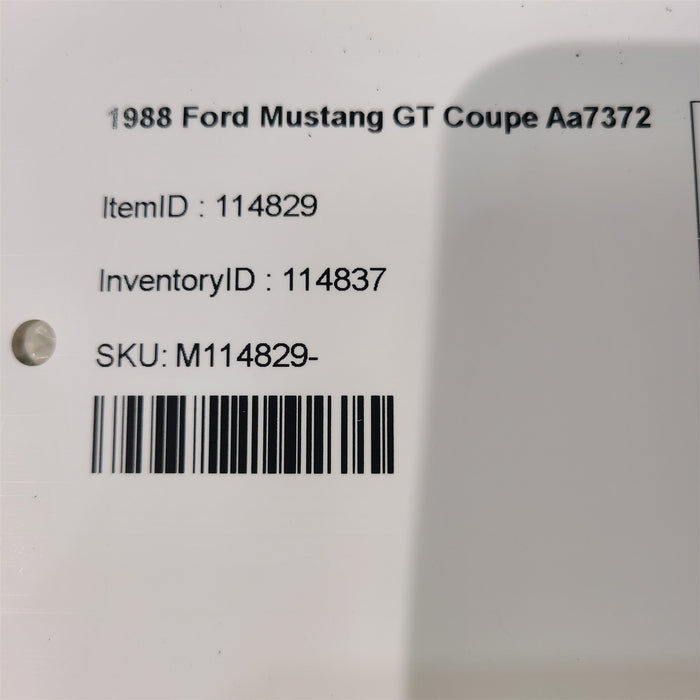 1988 Ford Mustang GT Coupe Aa7372
ItemID : 114829
InventoryID : 114837
SKU: M114829-